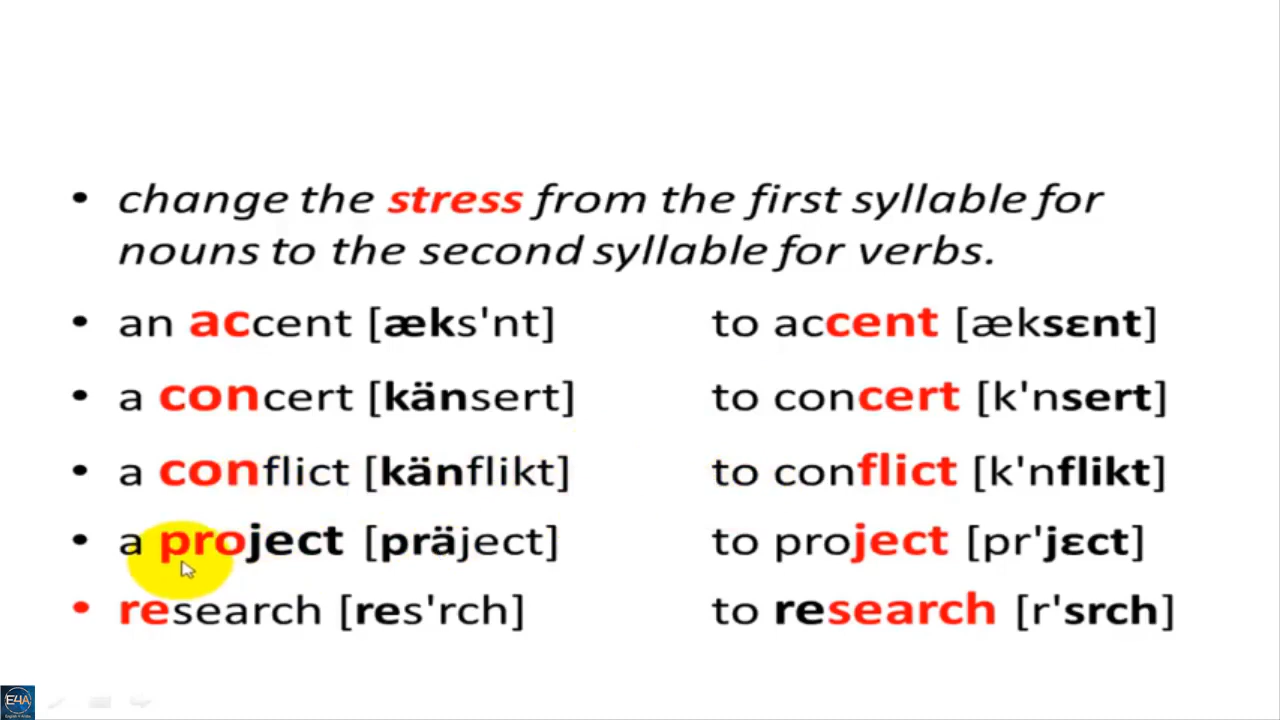 • change the stress from the first syllable for
nouns to the second syllable for verbs.
• an accent [æks'nt] to accent [æksɛnt]
• a concert [känsert] to concert [k'nsert]
• a conflict [känflikt] to conflict [k'nflikt]
• a project [präject] to project [pr'jɛct]
• research [res'rch] to research [r'srch]
E4A